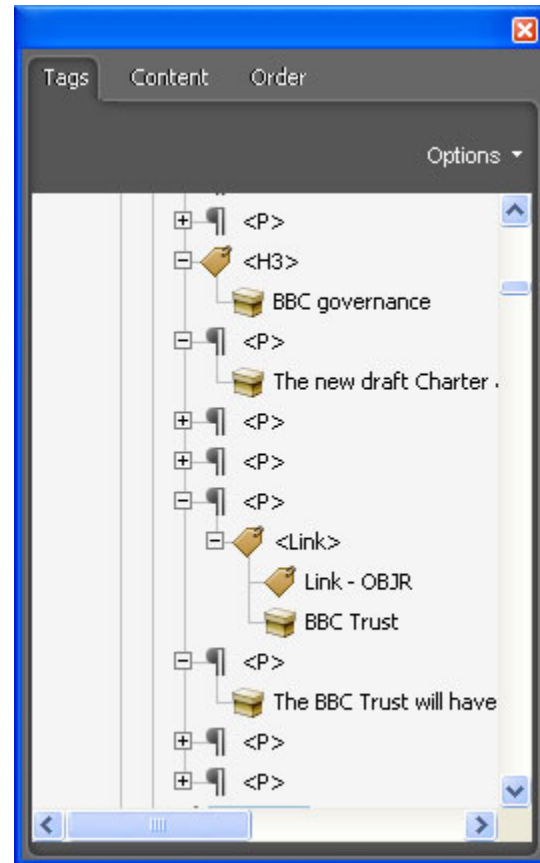 Tags Content Order
Options
<P>
<H3>
BBC governance
<P>
The new draft Charter
<P>
<P>
<P>
<Link>
Link - OBJR
BBC Trust
<P>
The BBC Trust will have
<P>
<P>